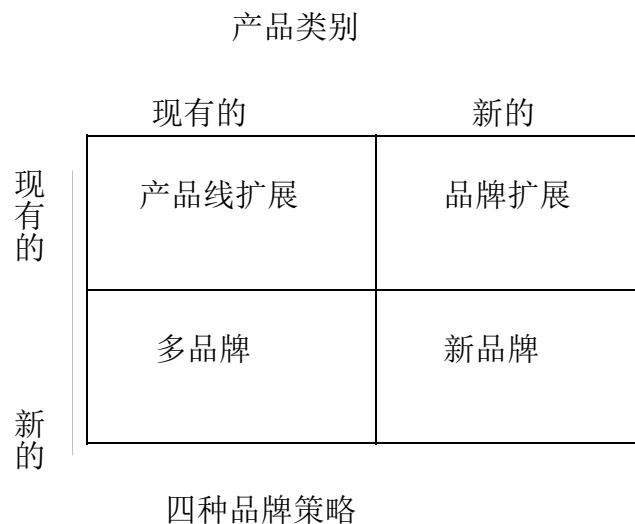 产品类别
现有的 新的
现有的
产品线扩展 品牌扩展
多品牌 新品牌
新的
四种品牌策略